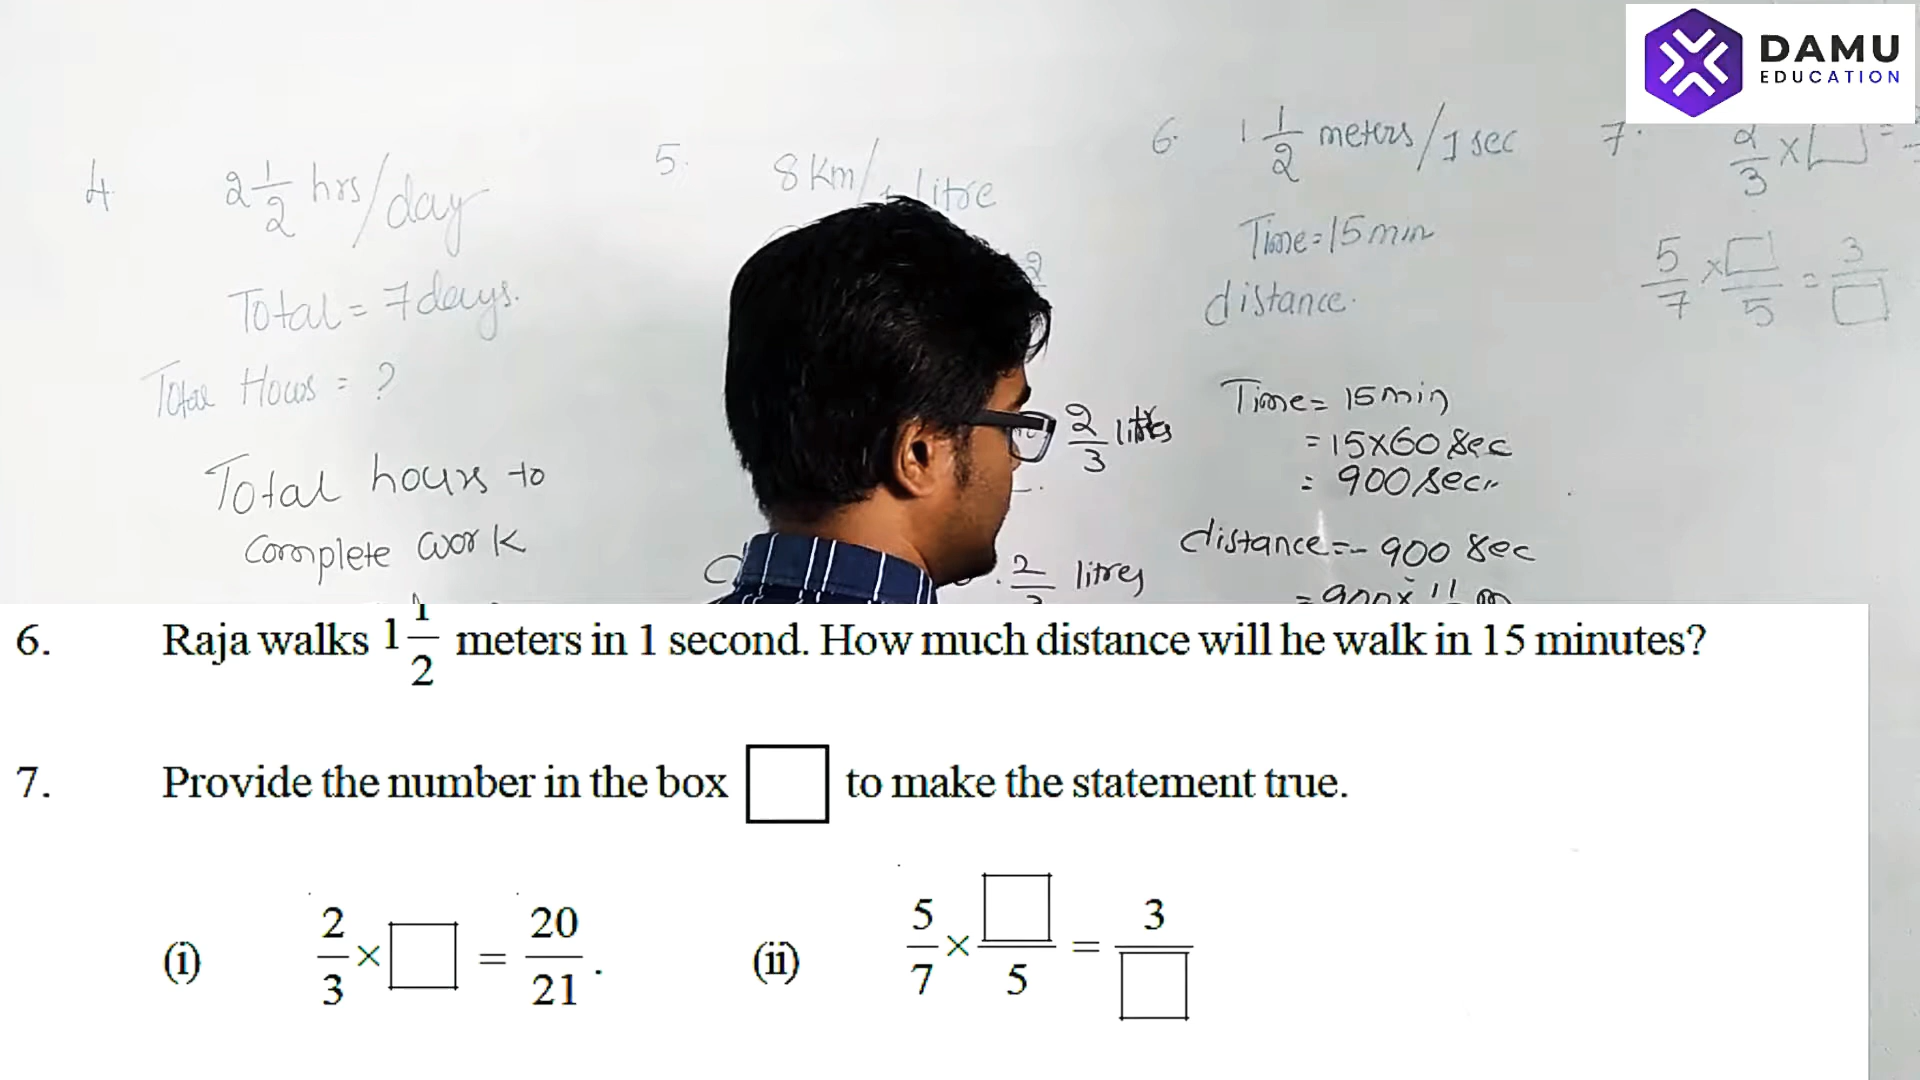 DAMU
EDUCATION
4. 2 1/2 hrs/day
Total = 7 days.
Total Hours = ?
Total hours to
complete work
5. 8 Km/ litre
2
2/3 litres
2/3 litres
6. 1 1/2 meters/1 sec
Time = 15 min
distance.
Time = 15 min
= 15 x 60 Sec
= 900 Sec
distance = 900 Sec
= 900 x
7. 2/3 x □ =
5/7 x □/5 = 3/□
6. Raja walks 1 1/2 meters in 1 second. How much distance will he walk in 15 minutes?
7. Provide the number in the box □ to make the statement true.
(i) 2/3 × □ = 20/21 .
(ii) 5/7 × □/5 = 3/□